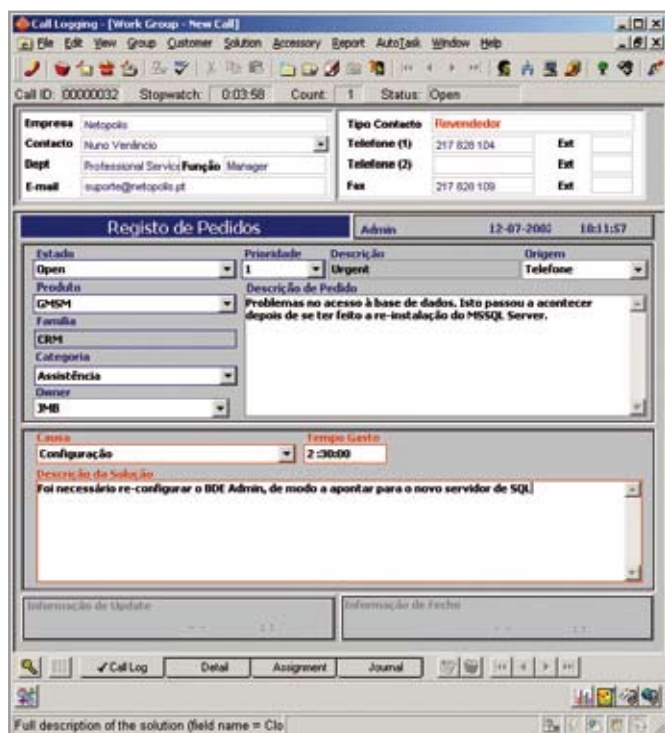 Call Logging - [Work Group - New Call]
File Edit View Group Customer Solution Accessory Report AutoTask Window Help
Call ID: 00000032 Stopwatch: 0:03:58 Count: 1 Status: Open
Empresa Netopolis Tipo Contacto Revendedor
Contacto Nuno Venâncio Telefone (1) 217 828 104 Ext
Dept Professional Service Função Manager Telefone (2) Ext
E-mail suporte@netopolis.pt Fax 217 828 109 Ext
Registo de Pedidos Admin 18:11:57
Estado Prioridade Descrição Origem
Open 1 Urgent Telefone
Produto Descrição de Pedido
GMSM Problemas no acesso à base de dados. Isto passou a acontecer
depois de se ter feito a re-instalação do MSSQL Server.
Família
CRM
Categoria
Assistência
Owner
JMB
Causa Tempo Gasto
Configuração 2:30:00
Descrição da Solução
Foi necessário re-configurar o BDE Admin, de modo a apontar para o novo servidor de SQL
Informação de Update Informação de Fecho
Call Log Detail Assignment Journal
Full description of the solution (field name = Clo